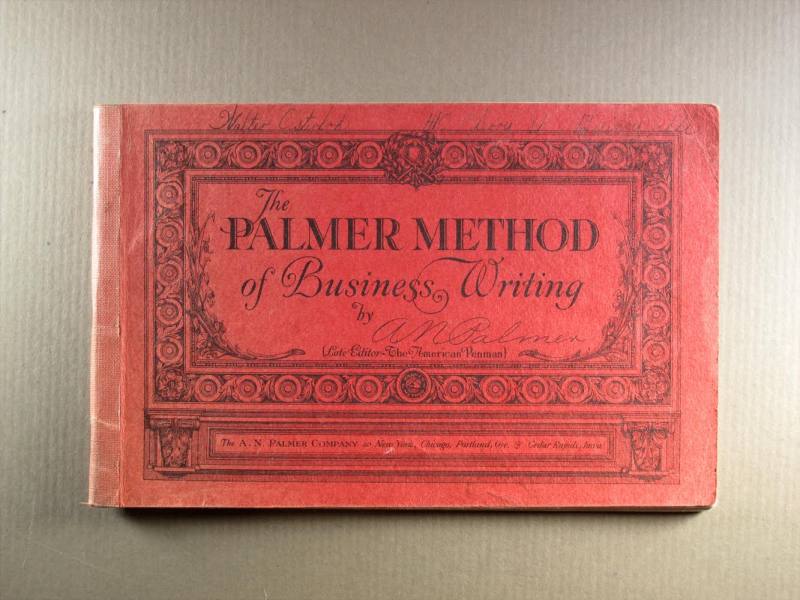 Walter
The
PALMER METHOD
of Business Writing
by A N Palmer
(Late Editor-The American Penman)
The A. N. PALMER COMPANY New York, Chicago, Portland, Ore. & Cedar Rapids, Iowa